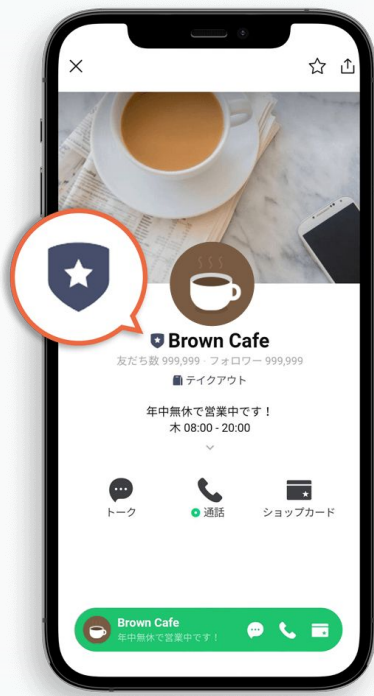 Brown Cafe
友だち数 999,999 · フォロワー 999,999
テイクアウト
年中無休で営業中です！
木 08:00 - 20:00
トーク
通話
ショップカード
Brown Cafe
年中無休で営業中です！